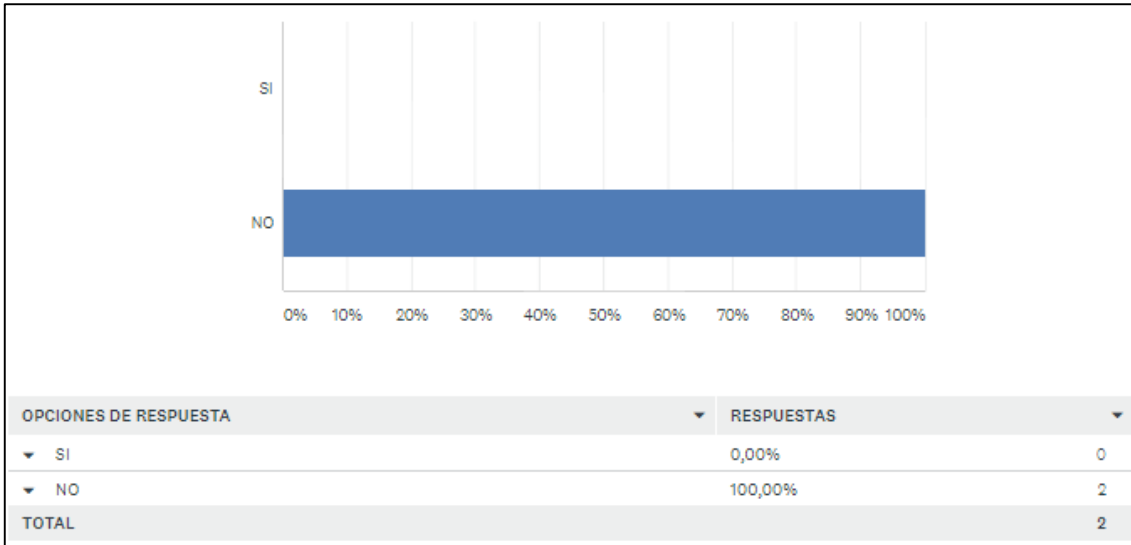 SI
NO
0% 10% 20% 30% 40% 50% 60% 70% 80% 90% 100%
OPCIONES DE RESPUESTA RESPUESTAS
SI 0,00% 0
NO 100,00% 2
TOTAL 2